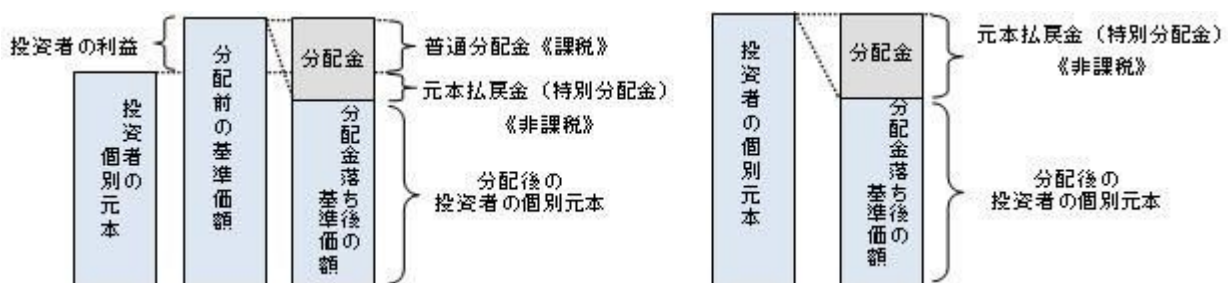 投資者の利益
投資者の
個別元本
分配前の基準価額
分配金
分配金落ち後の
基準価額
普通分配金《課税》
元本払戻金（特別分配金）
《非課税》
分配後の
投資者の個別元本
投資者の個別元本
分配金
分配金落ち後の
基準価額
元本払戻金（特別分配金）
《非課税》
分配後の
投資者の個別元本